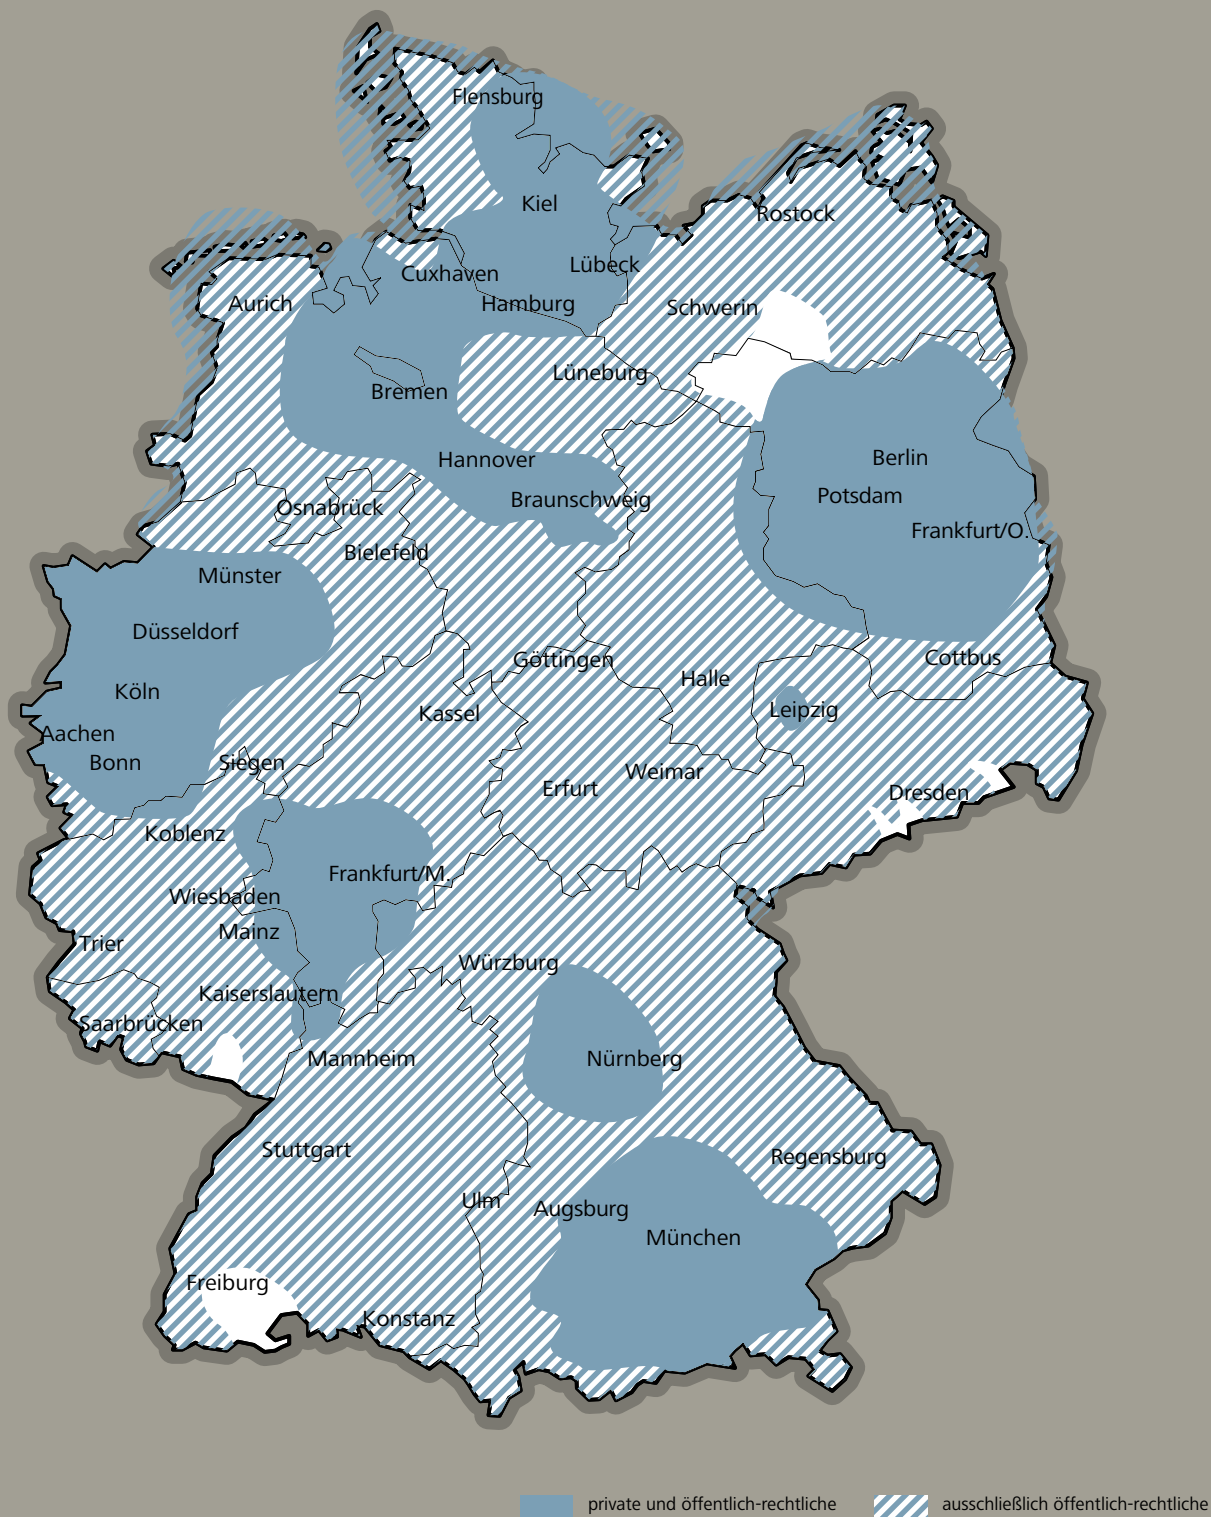 Flensburg
Kiel
Rostock
Lübeck
Cuxhaven
Aurich
Hamburg
Schwerin
Lüneburg
Bremen
Hannover
Berlin
Braunschweig
Potsdam
Osnabrück
Frankfurt/O.
Bielefeld
Münster
Düsseldorf
Göttingen
Cottbus
Halle
Köln
Kassel
Leipzig
Aachen
Bonn
Siegen
Weimar
Erfurt
Dresden
Koblenz
Frankfurt/M.
Wiesbaden
Mainz
Trier
Würzburg
Kaiserslautern
Saarbrücken
Mannheim
Nürnberg
Stuttgart
Regensburg
Ulm
Augsburg
München
Freiburg
Konstanz
private und öffentlich-rechtliche
ausschließlich öffentlich-rechtliche